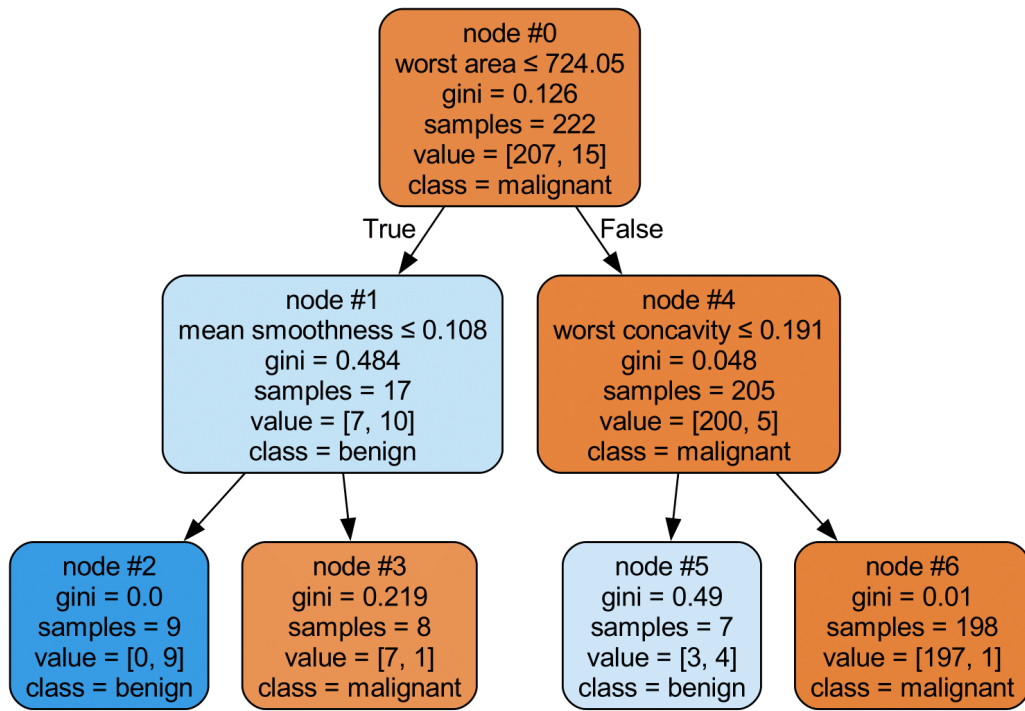 node #0
worst area ≤ 724.05
gini = 0.126
samples = 222
value = [207, 15]
class = malignant
True
False
node #1
mean smoothness ≤ 0.108
gini = 0.484
samples = 17
value = [7, 10]
class = benign
node #4
worst concavity ≤ 0.191
gini = 0.048
samples = 205
value = [200, 5]
class = malignant
node #2
gini = 0.0
samples = 9
value = [0, 9]
class = benign
node #3
gini = 0.219
samples = 8
value = [7, 1]
class = malignant
node #5
gini = 0.49
samples = 7
value = [3, 4]
class = benign
node #6
gini = 0.01
samples = 198
value = [197, 1]
class = malignant